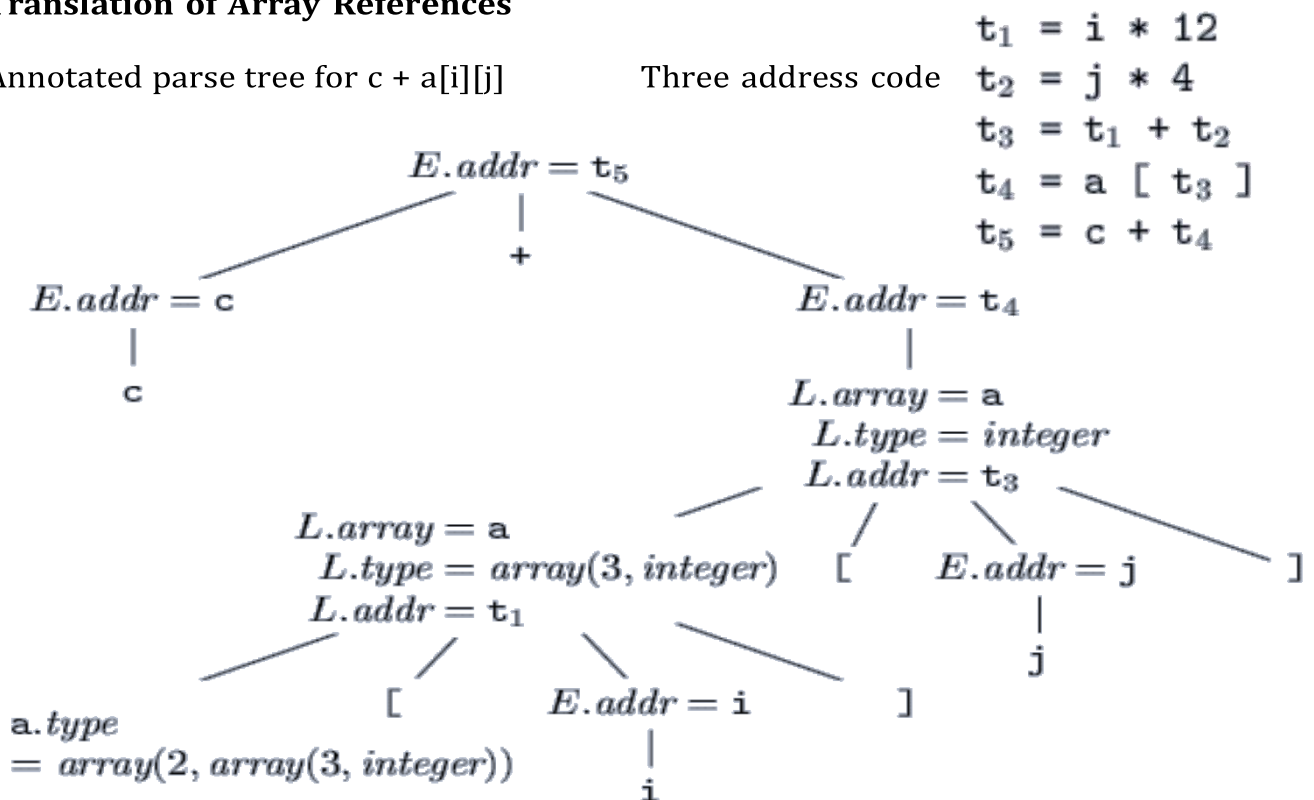 Translation of Array References
Annotated parse tree for c + a[i][j]
Three address code
t₁ = i * 12
t₂ = j * 4
t₃ = t₁ + t₂
t₄ = a [ t₃ ]
t₅ = c + t₄
E.addr = t₅
+
E.addr = c
E.addr = t₄
c
L.array = a
L.type = integer
L.addr = t₃
L.array = a
L.type = array(3, integer)
L.addr = t₁
[
E.addr = j
]
j
a.type
= array(2, array(3, integer))
[
E.addr = i
]
i